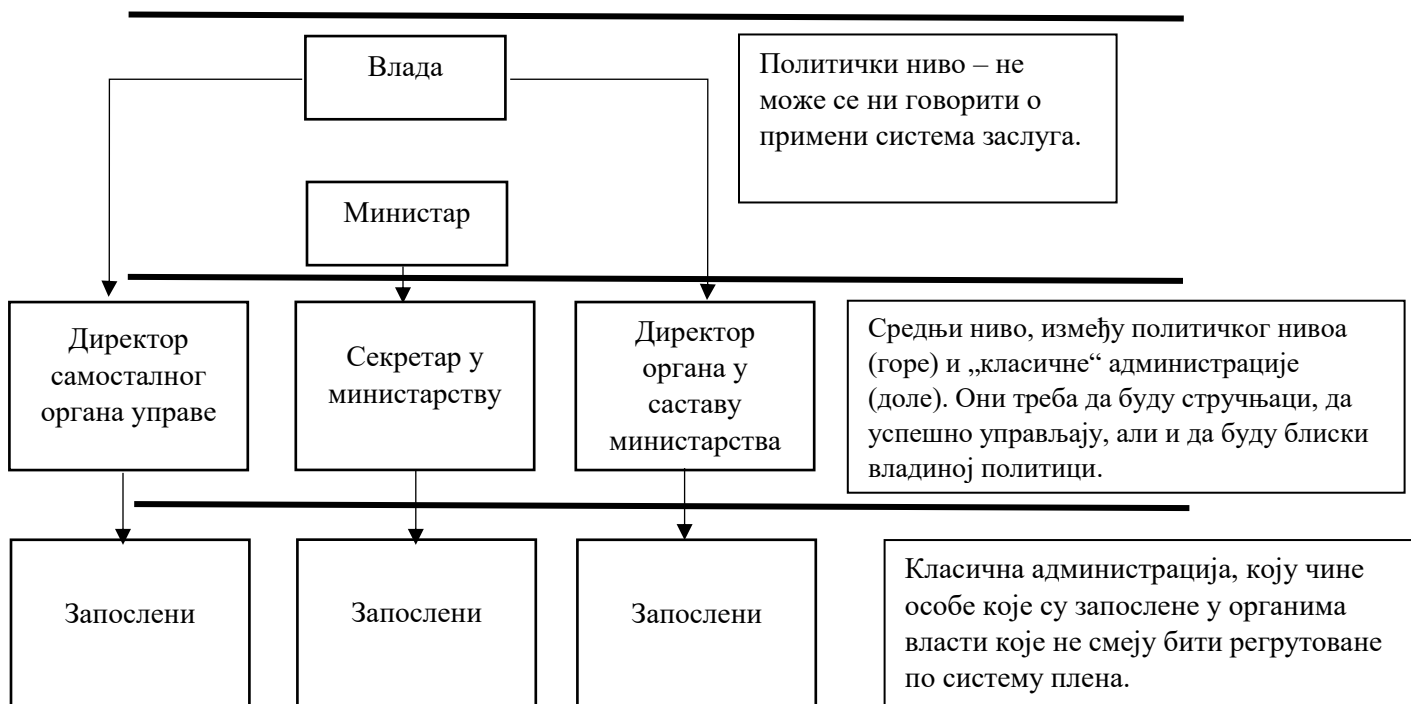 Влада
Политички ниво – не
може се ни говорити о
примени система заслуга.
Министар
Директор
самосталног
органа управе
Секретар у
министарству
Директор
органа у
саставу
министарства
Средњи ниво, између политичког нивоа
(горе) и „класичне“ администрације
(доле). Они треба да буду стручњаци, да
успешно управљају, али и да буду блиски
владиној политици.
Запослени
Запослени
Запослени
Класична администрација, коју чине
особе које су запослене у органима
власти које не смеју бити регрутоване
по систему плена.